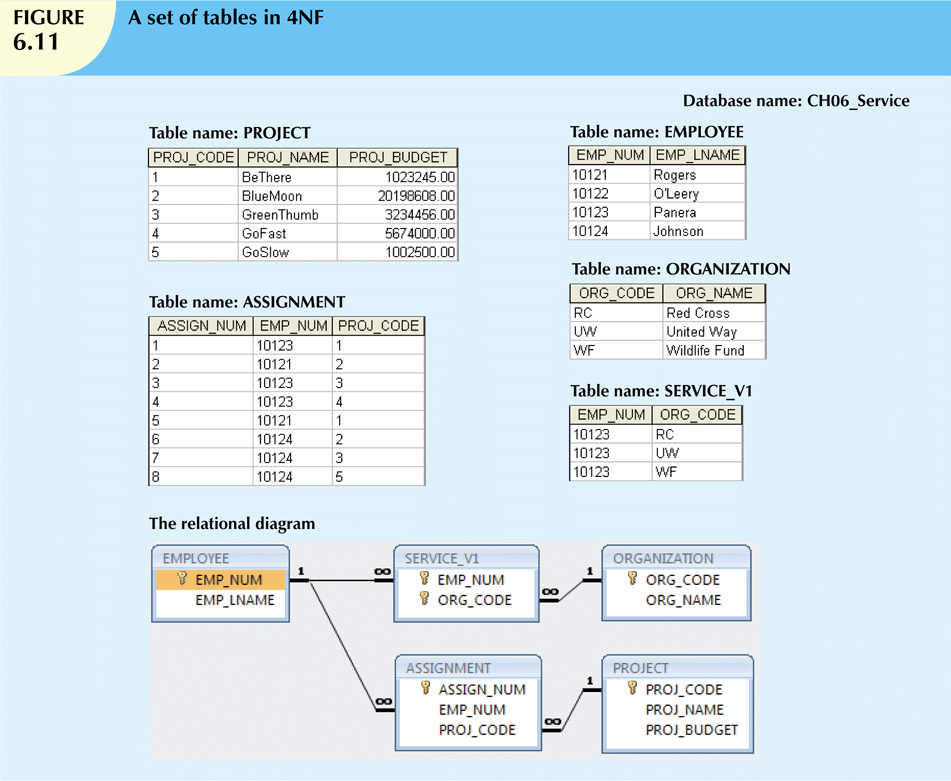 FIGURE
6.11
A set of tables in 4NF
Database name: CH06_Service
Table name: PROJECT
PROJ_CODE PROJ_NAME PROJ_BUDGET
1 BeThere 1023245.00
2 BlueMoon 20198608.00
3 GreenThumb 3234456.00
4 GoFast 5674000.00
5 GoSlow 1002500.00
Table name: EMPLOYEE
EMP_NUM EMP_LNAME
10121 Rogers
10122 O'Leery
10123 Panera
10124 Johnson
Table name: ORGANIZATION
ORG_CODE ORG_NAME
RC Red Cross
UW United Way
WF Wildlife Fund
Table name: ASSIGNMENT
ASSIGN_NUM EMP_NUM PROJ_CODE
1 10123 1
2 10121 2
3 10123 3
4 10123 4
5 10121 1
6 10124 2
7 10124 3
8 10124 5
Table name: SERVICE_V1
EMP_NUM ORG_CODE
10123 RC
10123 UW
10123 WF
The relational diagram
EMPLOYEE
EMP_NUM
EMP_LNAME
1 ∞
SERVICE_V1
EMP_NUM
ORG_CODE
∞ 1
ORGANIZATION
ORG_CODE
ORG_NAME
∞
ASSIGNMENT
ASSIGN_NUM
EMP_NUM
PROJ_CODE
∞ 1
PROJECT
PROJ_CODE
PROJ_NAME
PROJ_BUDGET